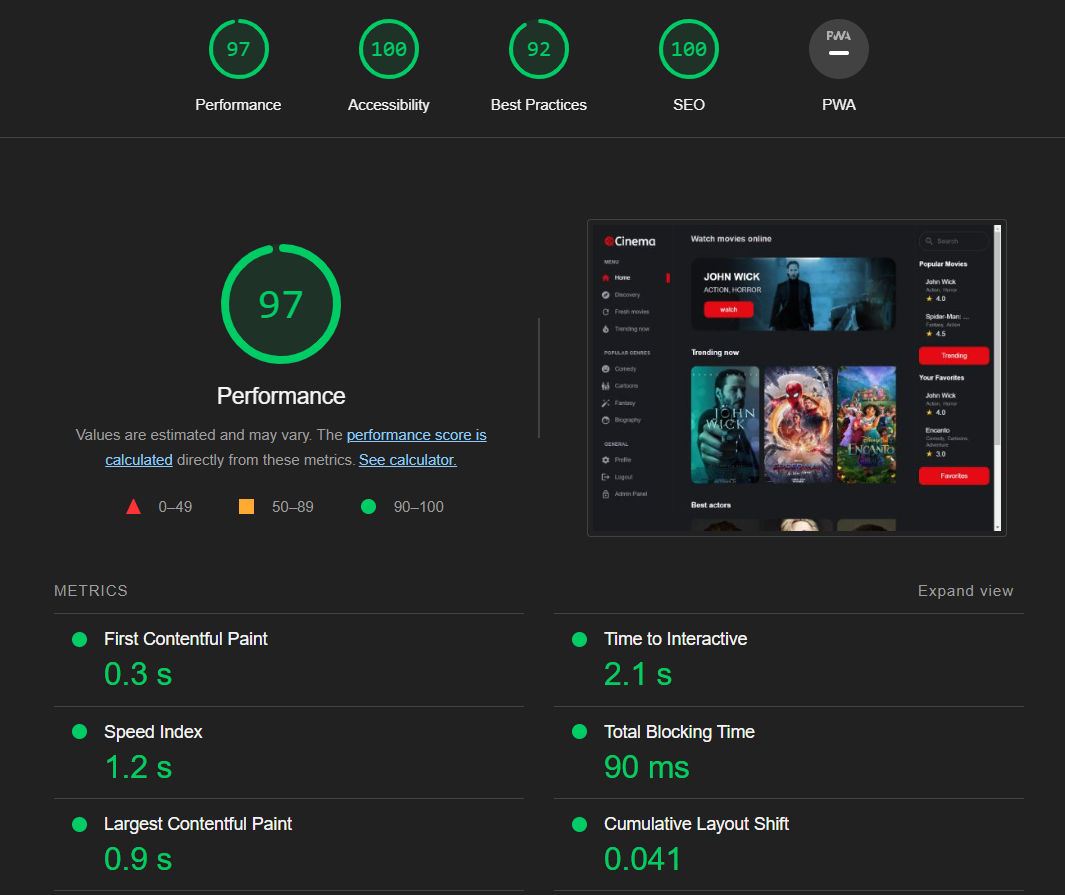 97
100
92
100
PWA
Performance
Accessibility
Best Practices
SEO
PWA
97
Performance
Values are estimated and may vary. The performance score is
calculated directly from these metrics. See calculator.
0–49
50–89
90–100
Cinema
MENU
Home
Discovery
Fresh movies
Trending now
POPULAR GENRES
Comedy
Cartoons
Fantasy
Biography
GENERAL
Profile
Logout
Admin Panel
Watch movies online
JOHN WICK
ACTION, HORROR
watch
Trending now
JOHN
WICK
SPIDER-MAN
DISNEY
ENCANTO
Best actors
Search
Popular Movies
John Wick
Action, Horror
4.0
Spider-Man: ...
Fantasy, Action
4.5
Trending
Your Favorites
John Wick
Action, Horror
4.0
Encanto
Comedy, Cartoons,
Adventure
3.0
Favorites
METRICS
Expand view
First Contentful Paint
0.3 s
Time to Interactive
2.1 s
Speed Index
1.2 s
Total Blocking Time
90 ms
Largest Contentful Paint
0.9 s
Cumulative Layout Shift
0.041